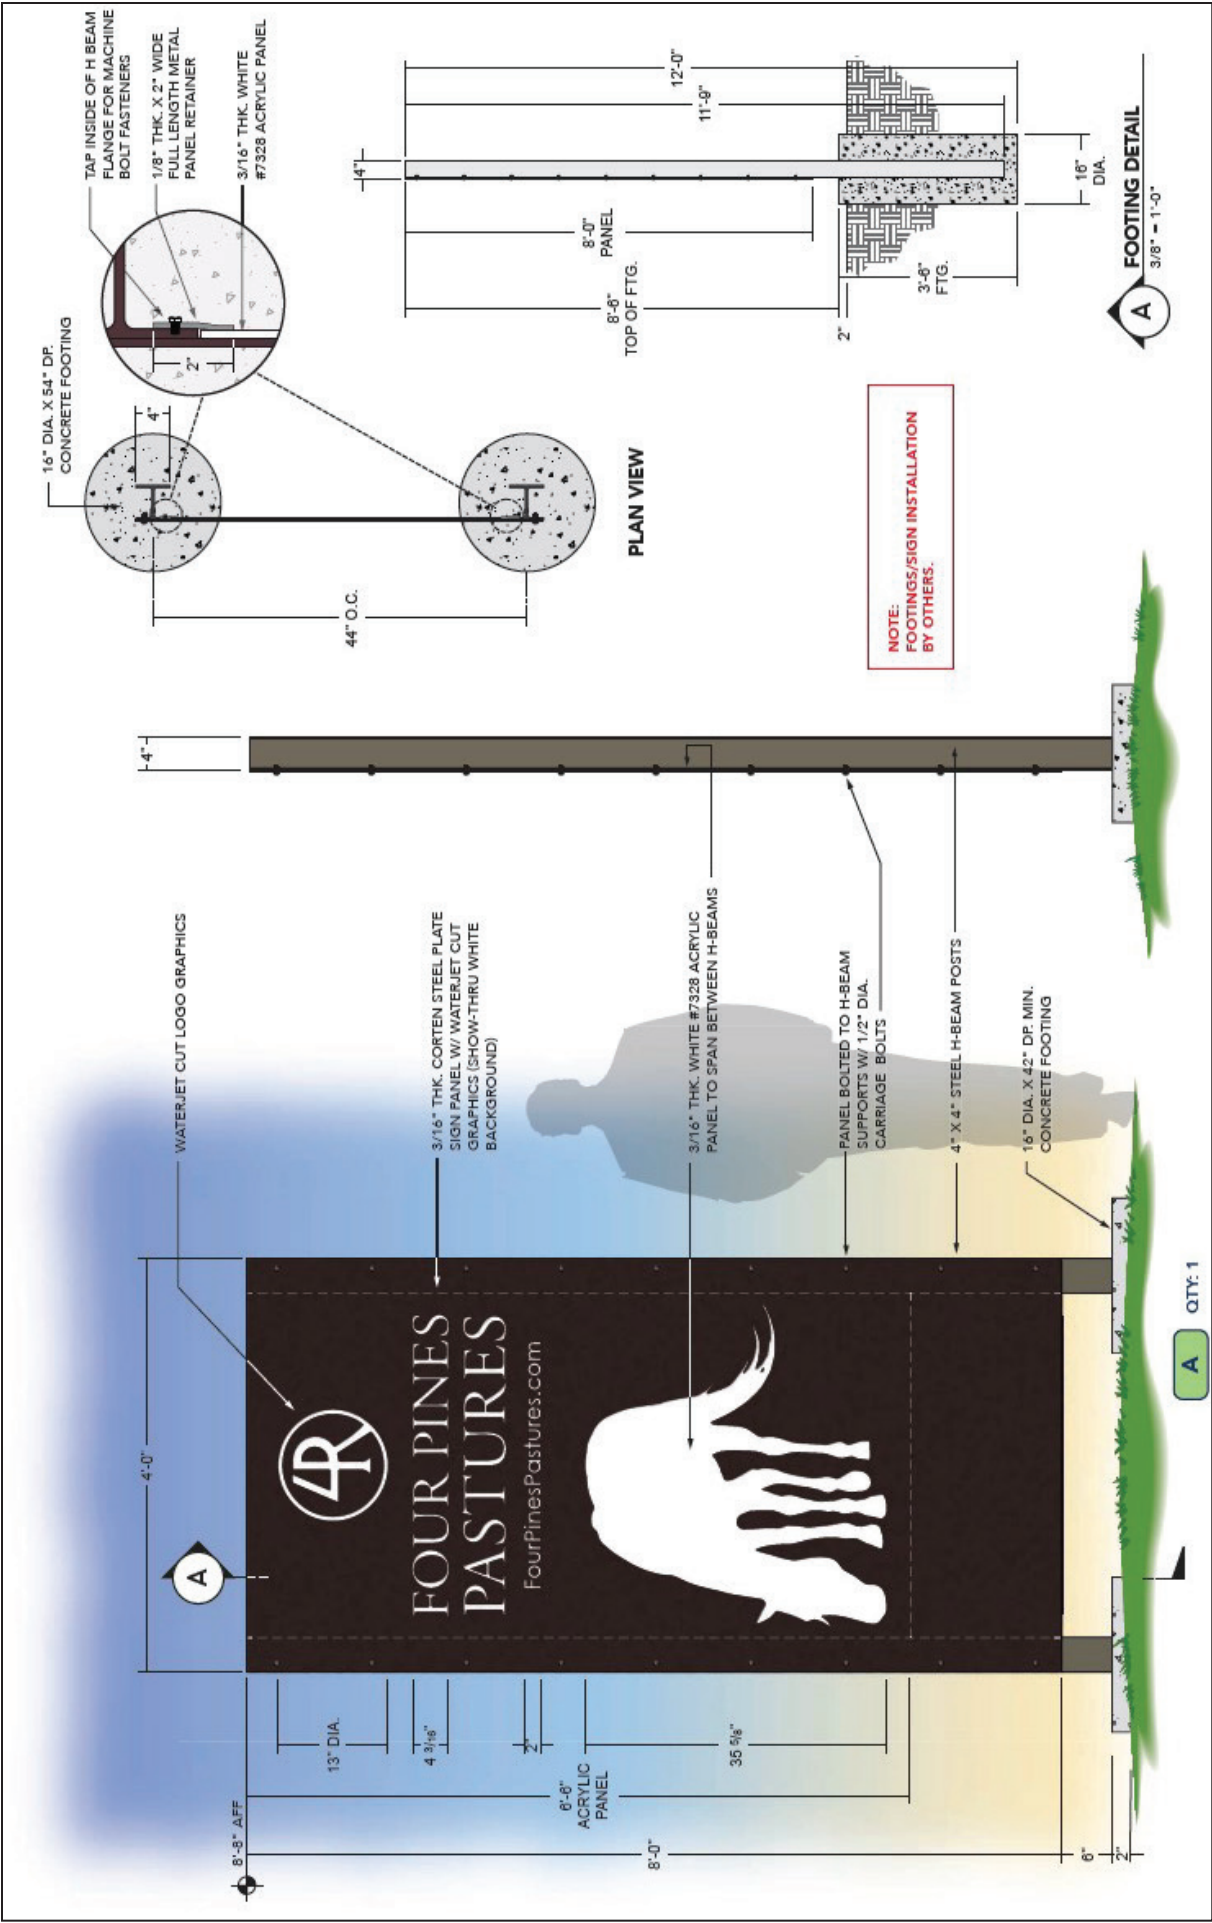 8'-8" AFF
8'-0"
6"
2"
6'-6"
ACRYLIC
PANEL
13" DIA.
4 3/16"
2"
35 5/8"
4'-0"
A
4R
FOUR PINES
PASTURES
FourPinesPastures.com
WATERJET CUT LOGO GRAPHICS
3/16" THK. CORTEN STEEL PLATE
SIGN PANEL W/ WATERJET CUT
GRAPHICS (SHOW-THRU WHITE
BACKGROUND)
3/16" THK. WHITE #7328 ACRYLIC
PANEL TO SPAN BETWEEN H-BEAMS
PANEL BOLTED TO H-BEAM
SUPPORTS W/ 1/2" DIA.
CARRIAGE BOLTS
4" X 4" STEEL H-BEAM POSTS
16" DIA. X 42" DP. MIN.
CONCRETE FOOTING
A
QTY: 1
4"
44" O.C.
16" DIA. X 54" DP.
CONCRETE FOOTING
4"
2"
TAP INSIDE OF H BEAM
FLANGE FOR MACHINE
BOLT FASTENERS
1/8" THK. X 2" WIDE
FULL LENGTH METAL
PANEL RETAINER
3/16" THK. WHITE
#7328 ACRYLIC PANEL
PLAN VIEW
NOTE:
FOOTINGS/SIGN INSTALLATION
BY OTHERS.
4"
8'-0"
PANEL
8'-6"
TOP OF FTG.
2"
3'-6"
FTG.
12'-0"
11'-9"
16"
DIA.
A
FOOTING DETAIL
3/8" = 1'-0"